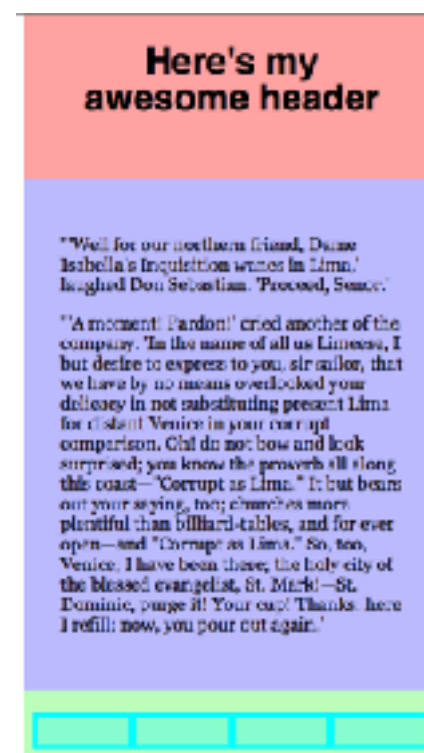 Here's my
awesome header
"'Well for our northern friend, Dame
Isabella's Inquisition wanes in Lima,'
laughed Don Sebastian. 'Proceed, Senor.'
"'A moment! Pardon!' cried another of the
company. 'In the name of all us Limeese, I
but desire to express to you, sir sailor, that
we have by no means overlooked your
delicacy in not substituting present Lima
for distant Venice in your corrupt
comparison. Oh! do not bow and look
surprised; you know the proverb all along
this coast—"Corrupt as Lima." It but bears
out your saying, too; churches more
plentiful than billiard-tables, and for ever
open—and "Corrupt as Lima." So, too,
Venice; I have been there; the holy city of
the blessed evangelist, St. Mark!—St.
Dominic, purge it! Your cup! Thanks: here
I refill; now, you pour out again.'